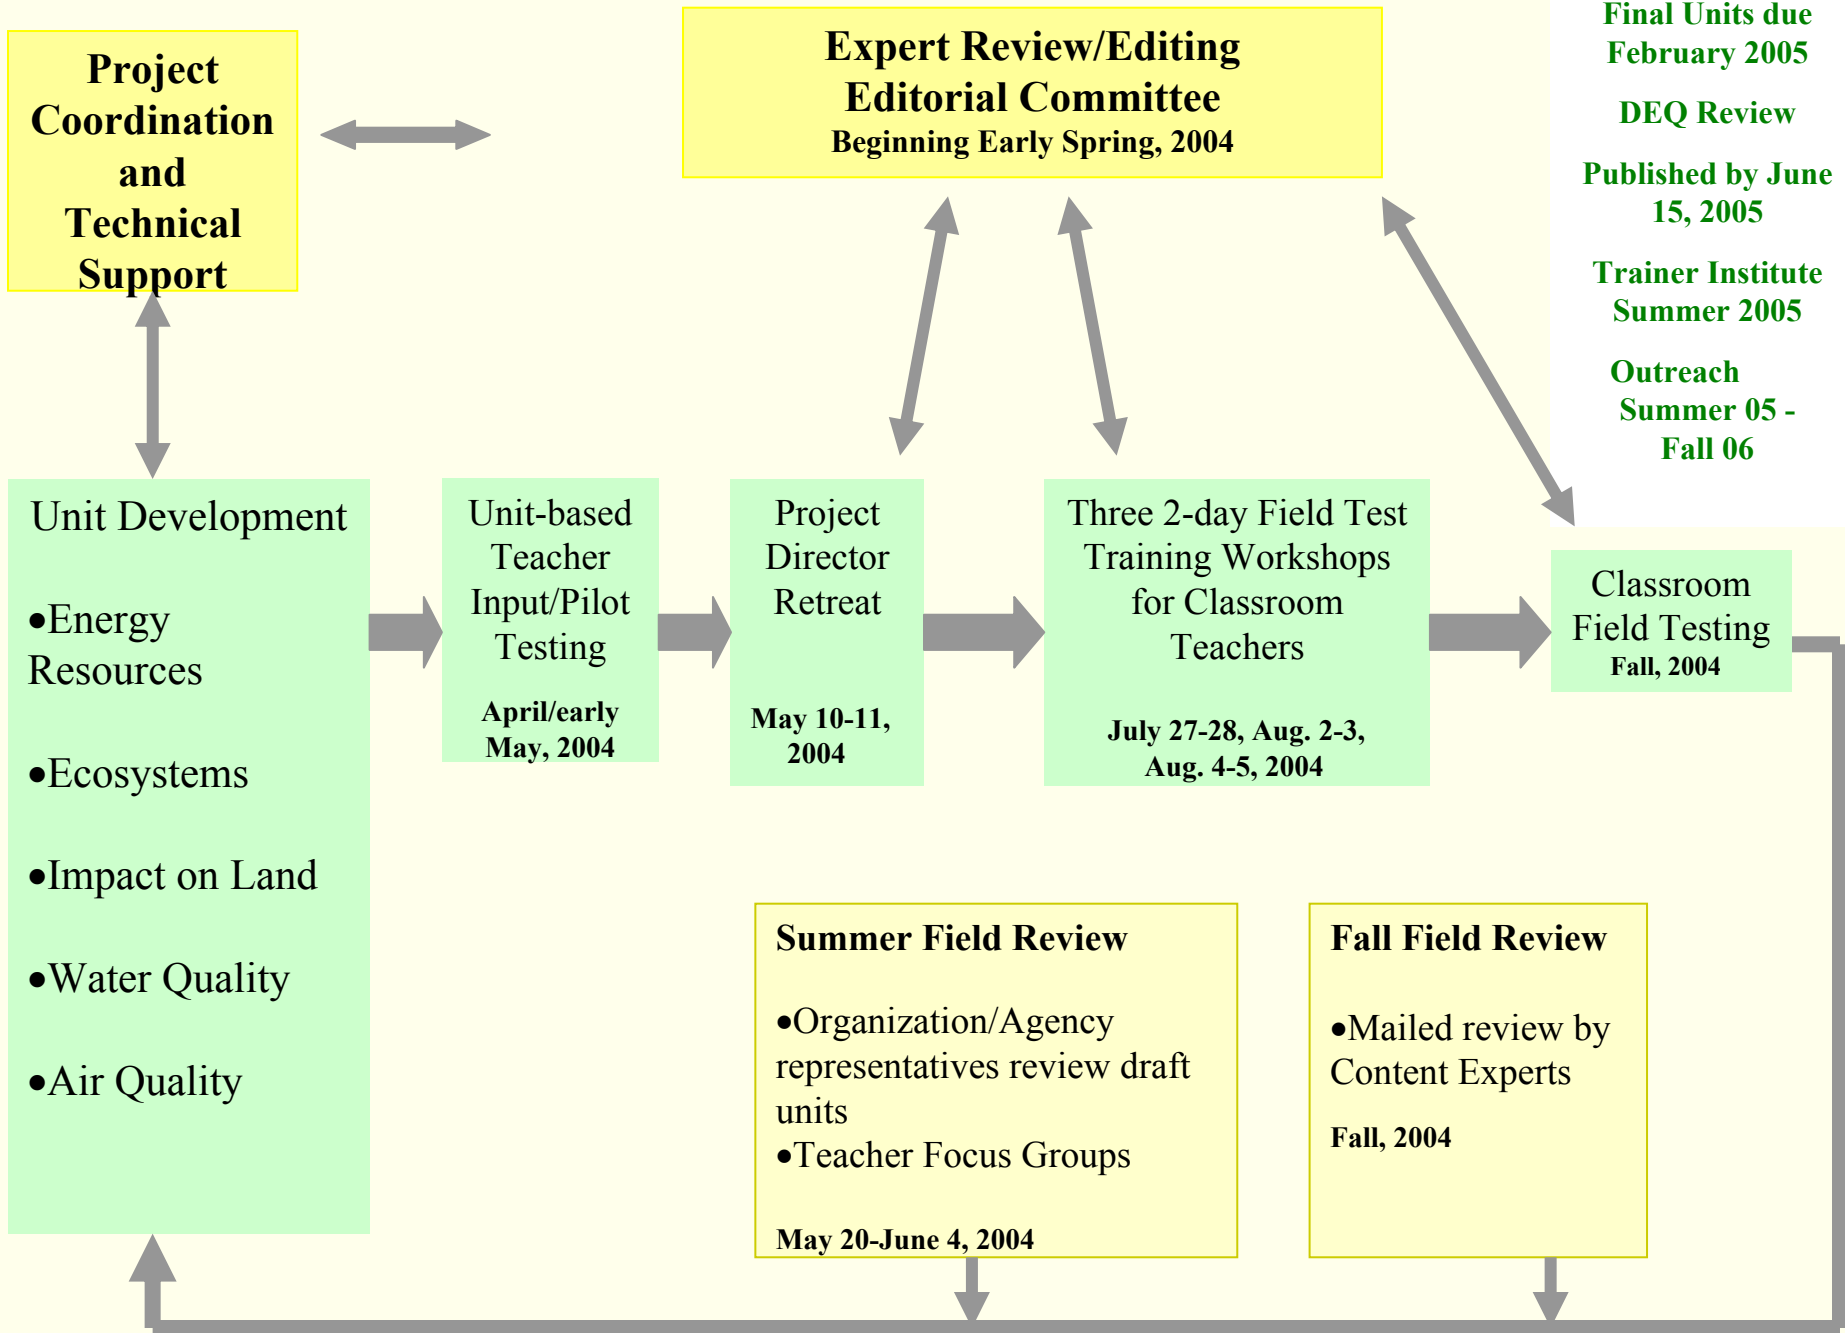 Project
Coordination
and
Technical
Support
Expert Review/Editing
Editorial Committee
Beginning Early Spring, 2004
Final Units due
February 2005
DEQ Review
Published by June
15, 2005
Trainer Institute
Summer 2005
Outreach
Summer 05 -
Fall 06
Unit Development
•Energy
Resources
•Ecosystems
•Impact on Land
•Water Quality
•Air Quality
Unit-based
Teacher
Input/Pilot
Testing
April/early
May, 2004
Project
Director
Retreat
May 10-11,
2004
Three 2-day Field Test
Training Workshops
for Classroom
Teachers
July 27-28, Aug. 2-3,
Aug. 4-5, 2004
Classroom
Field Testing
Fall, 2004
Summer Field Review
•Organization/Agency
representatives review draft
units
•Teacher Focus Groups
May 20-June 4, 2004
Fall Field Review
•Mailed review by
Content Experts
Fall, 2004